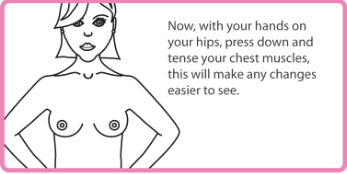 Now, with your hands on
your hips, press down and
tense your chest muscles,
this will make any changes
easier to see.